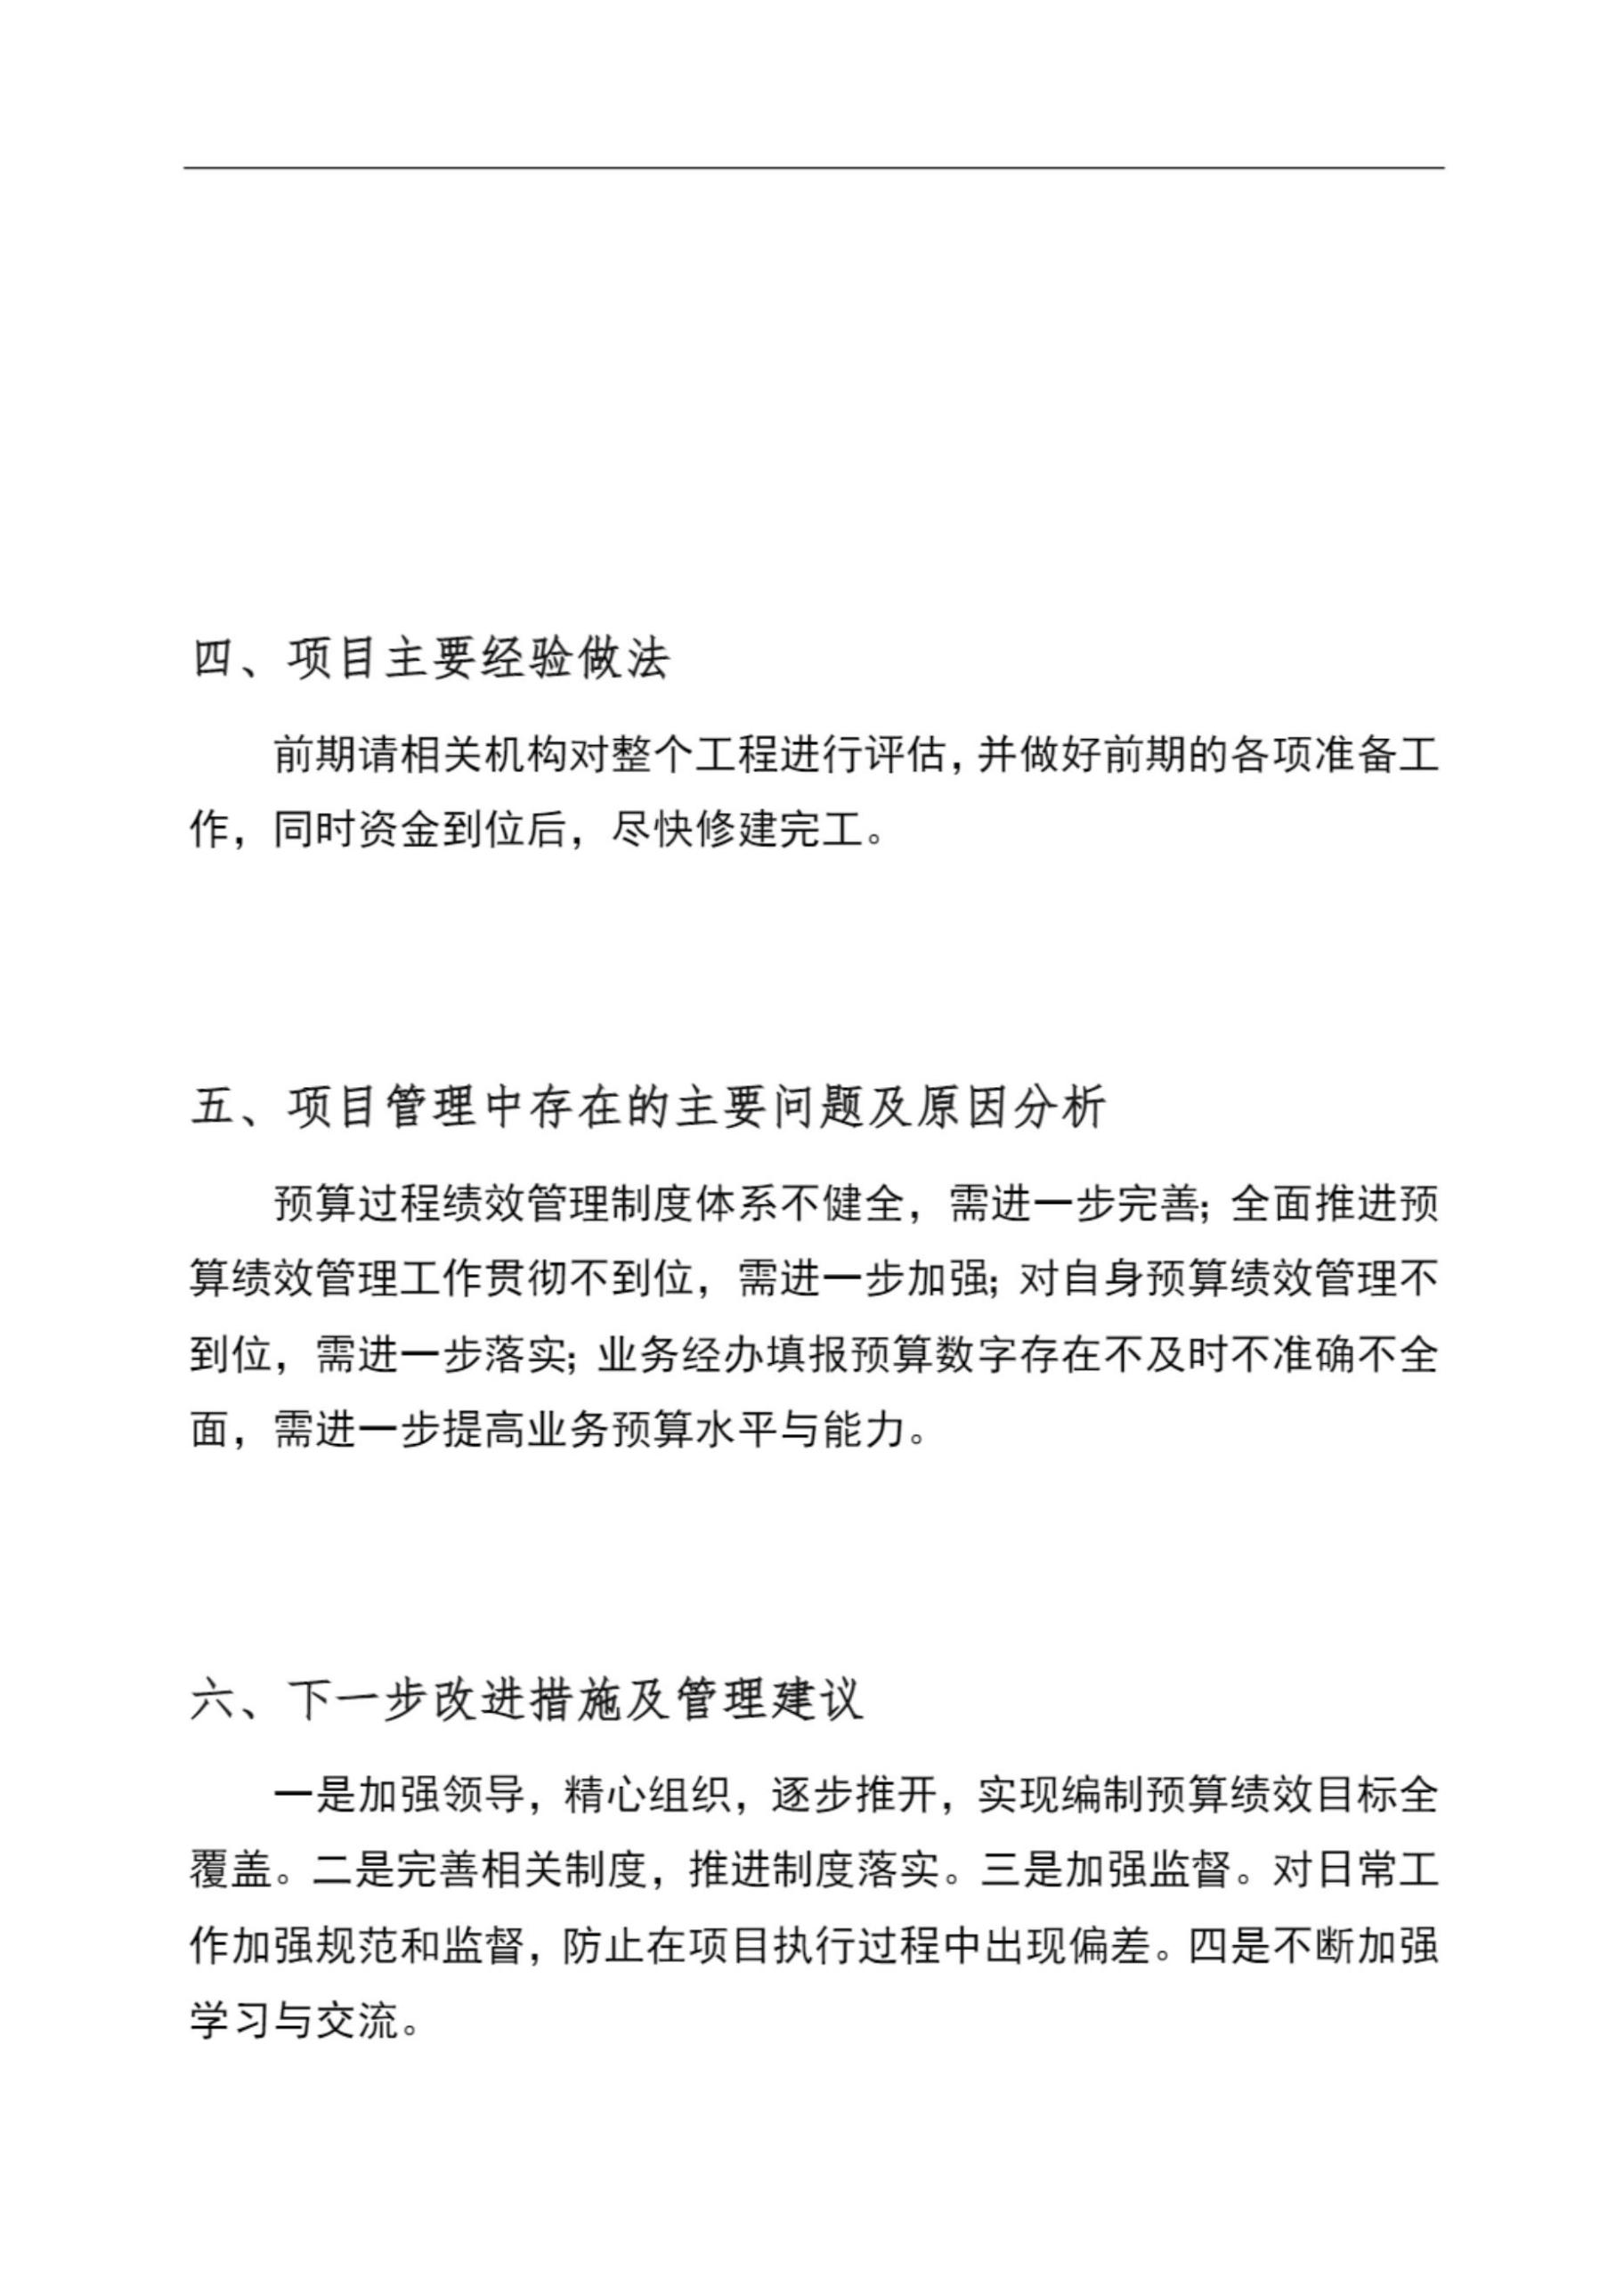 四、项目主要经验做法
前期请相关机构对整个工程进行评估，并做好前期的各项准备工
作，同时资金到位后，尽快修建完工。
五、项目管理中存在的主要问题及原因分析
预算过程绩效管理制度体系不健全，需进一步完善；全面推进预
算绩效管理工作贯彻不到位，需进一步加强；对自身预算绩效管理不
到位，需进一步落实；业务经办填报预算数字存在不及时不准确不全
面，需进一步提高业务预算水平与能力。
六、下一步改进措施及管理建议
一是加强领导，精心组织，逐步推开，实现编制预算绩效目标全
覆盖。二是完善相关制度，推进制度落实。三是加强监督。对日常工
作加强规范和监督，防止在项目执行过程中出现偏差。四是不断加强
学习与交流。